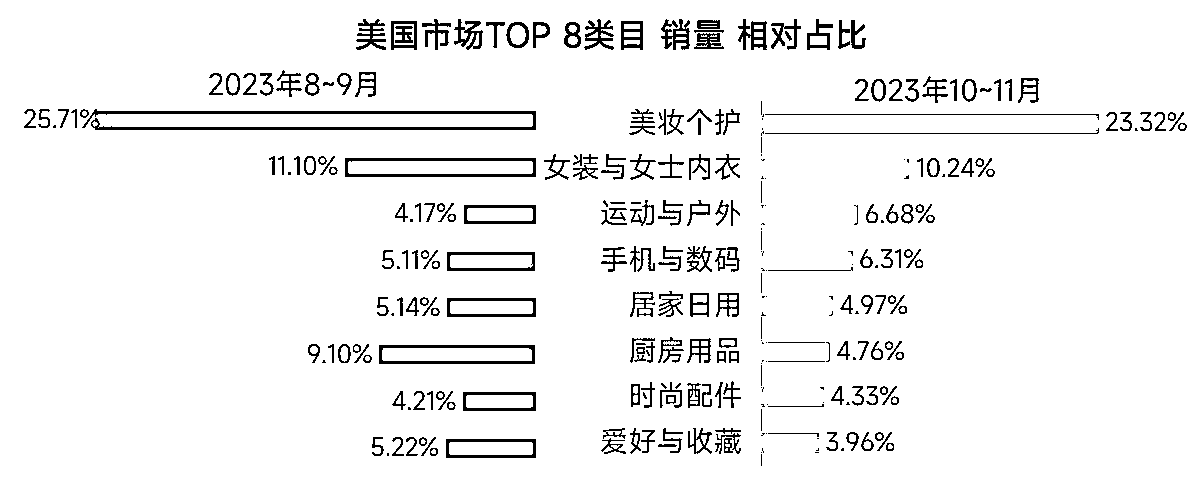 美国市场TOP 8类目 销量 相对占比
2023年8~9月 2023年10~11月
25.71% 美妆个护 23.32%
11.10% 女装与女士内衣 10.24%
4.17% 运动与户外 6.68%
5.11% 手机与数码 6.31%
5.14% 居家日用 4.97%
9.10% 厨房用品 4.76%
4.21% 时尚配件 4.33%
5.22% 爱好与收藏 3.96%